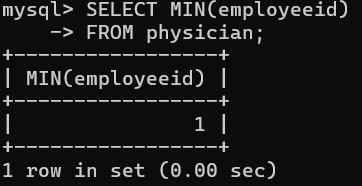 mysql> SELECT MIN(employeeid)
    -> FROM physician;
+-----------------+
| MIN(employeeid) |
+-----------------+
|               1 |
+-----------------+
1 row in set (0.00 sec)